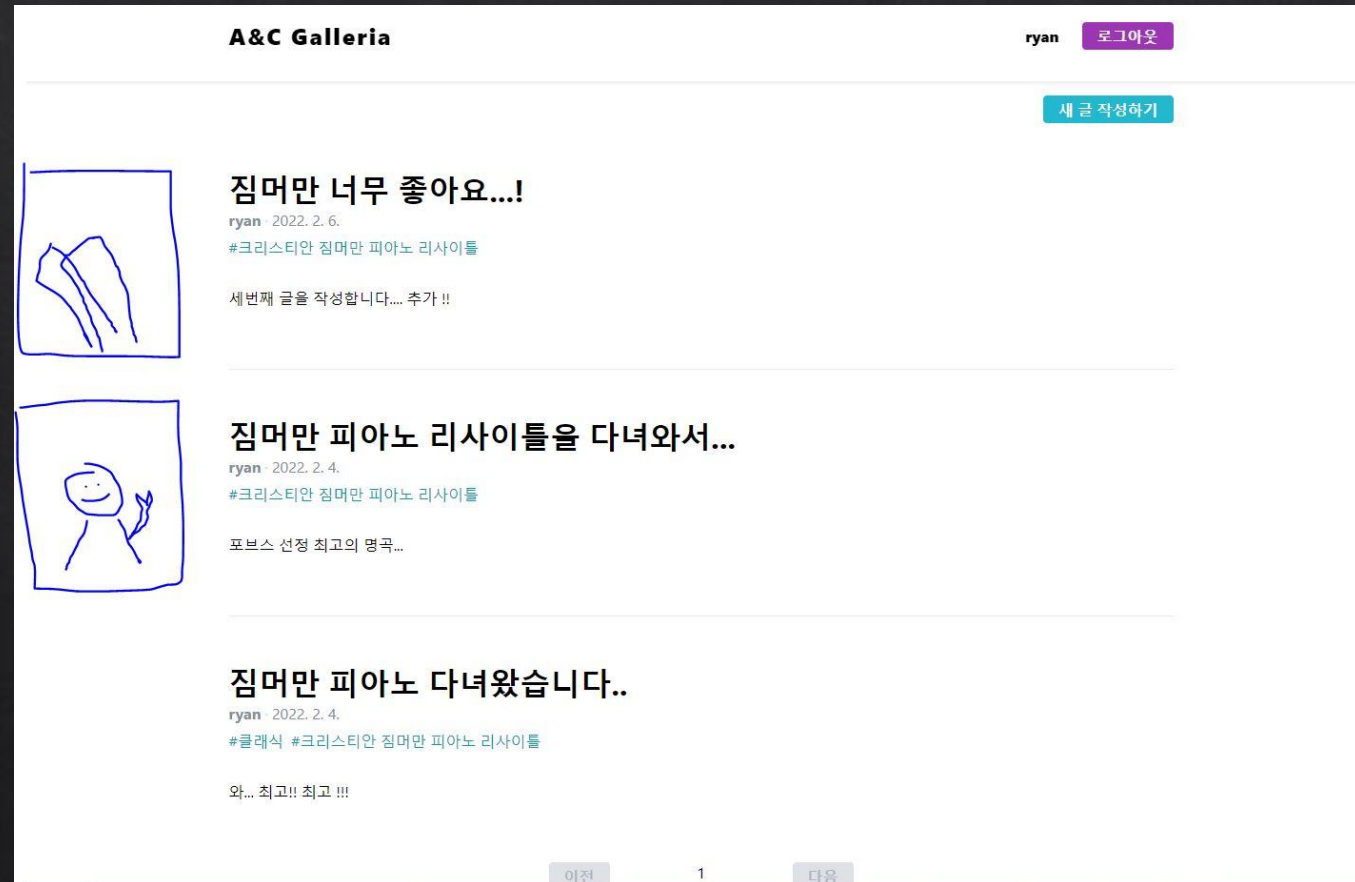 A&C Galleria
ryan 로그아웃
새 글 작성하기
짐머만 너무 좋아요...!
ryan · 2022. 2. 6.
#크리스티안 짐머만 피아노 리사이틀
세번째 글을 작성합니다.... 추가 !!
짐머만 피아노 리사이틀을 다녀와서...
ryan · 2022. 2. 4.
#크리스티안 짐머만 피아노 리사이틀
포브스 선정 최고의 명곡...
짐머만 피아노 다녀왔습니다..
ryan · 2022. 2. 4.
#클래식 #크리스티안 짐머만 피아노 리사이틀
와... 최고!! 최고 !!!
이전 1 다음